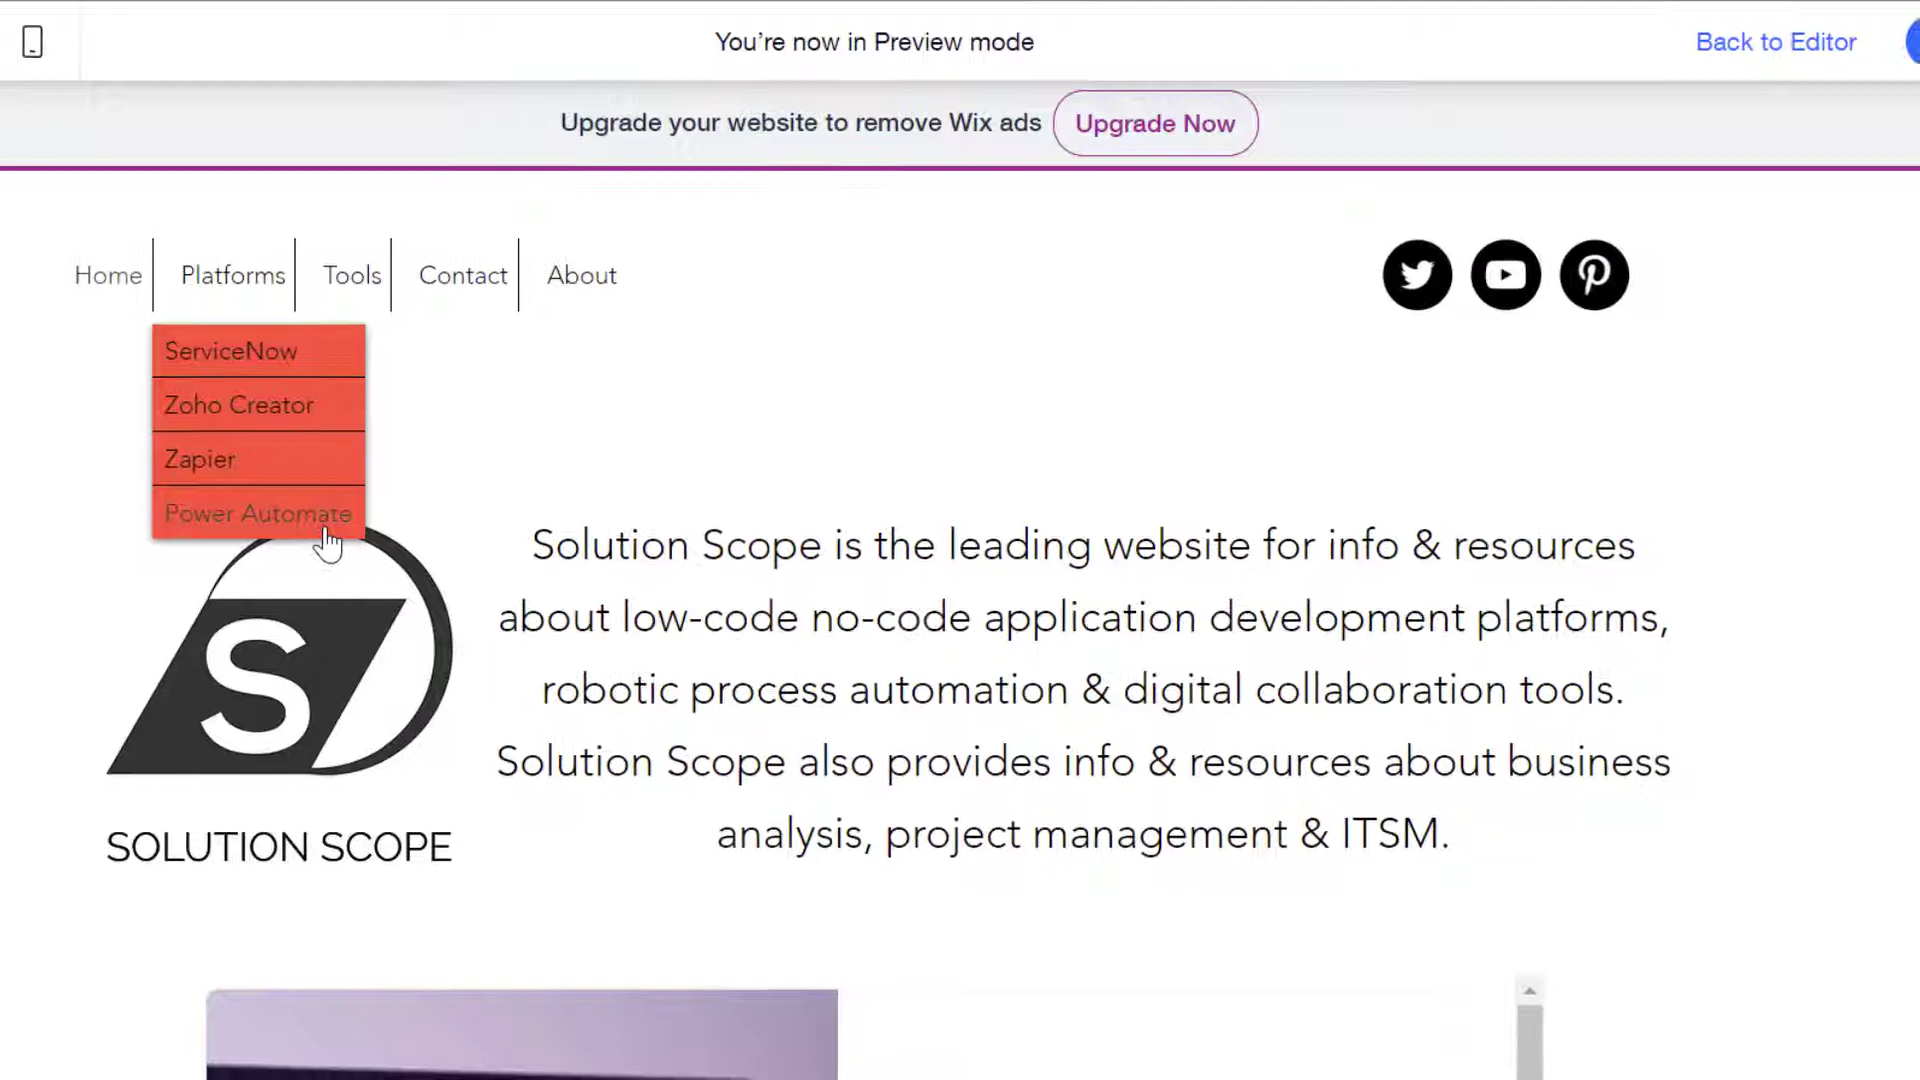 You’re now in Preview mode
Back to Editor
Upgrade your website to remove Wix ads
Upgrade Now
Home
Platforms
Tools
Contact
About
ServiceNow
Zoho Creator
Zapier
Power Automate
S
SOLUTION SCOPE
Solution Scope is the leading website for info & resources
about low-code no-code application development platforms,
robotic process automation & digital collaboration tools.
Solution Scope also provides info & resources about business
analysis, project management & ITSM.